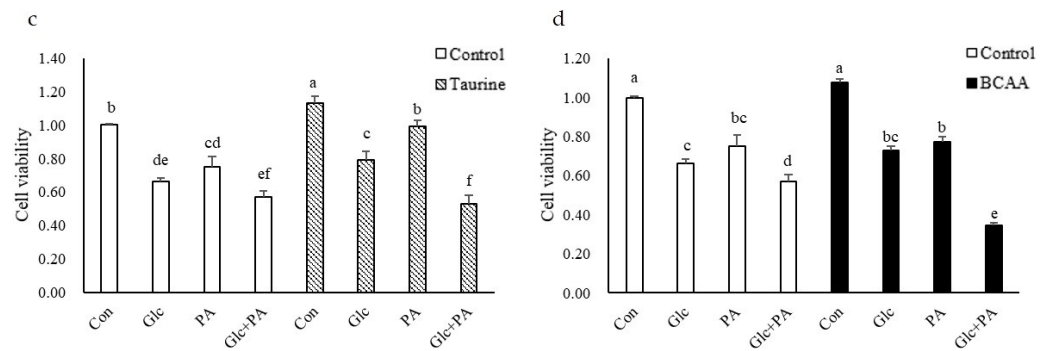 c
Control
Taurine
Cell viability
1.40
1.20
1.00
0.80
0.60
0.40
0.20
0.00
b
de
cd
ef
a
c
b
f
Con
Glc
PA
Glc+PA
Con
Glc
PA
Glc+PA
d
Control
BCAA
Cell viability
1.20
1.00
0.80
0.60
0.40
0.20
0.00
a
c
bc
d
a
bc
b
e
Con
Glc
PA
Glc+PA
Con
Glc
PA
Glc+PA